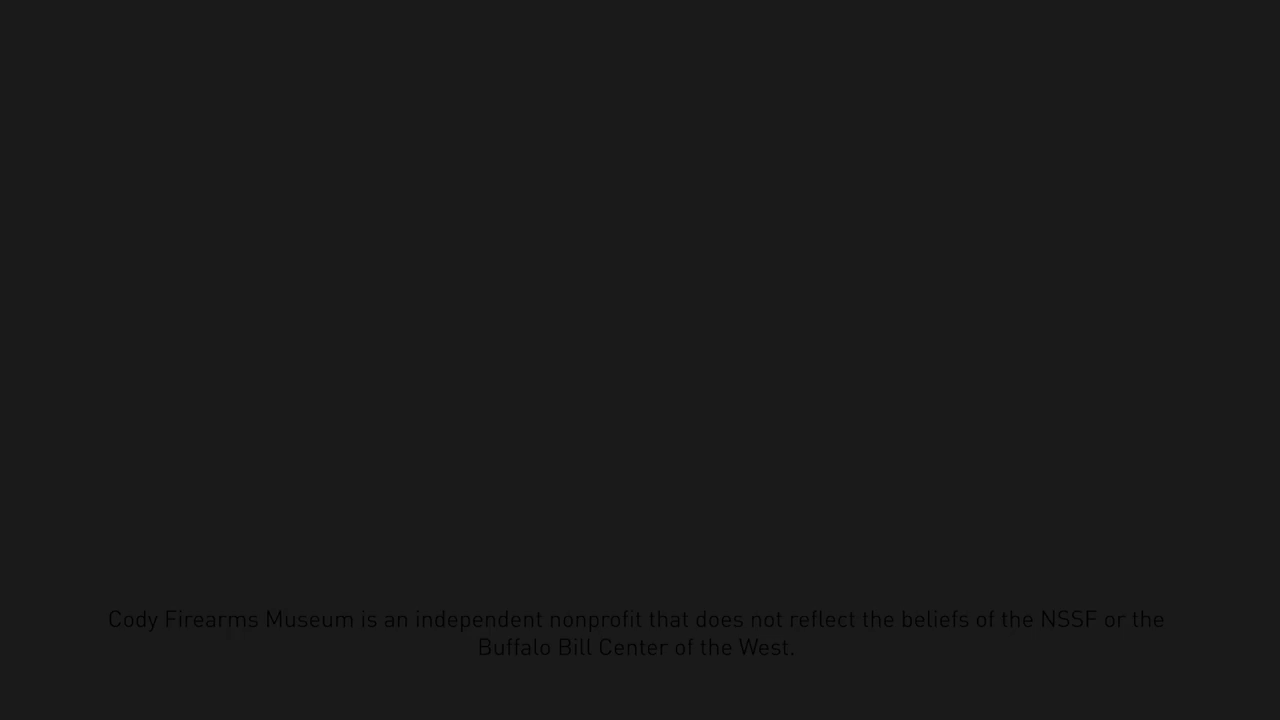 Cody Firearms Museum is an independent nonprofit that does not reflect the beliefs of the NSSF or the
Buffalo Bill Center of the West.